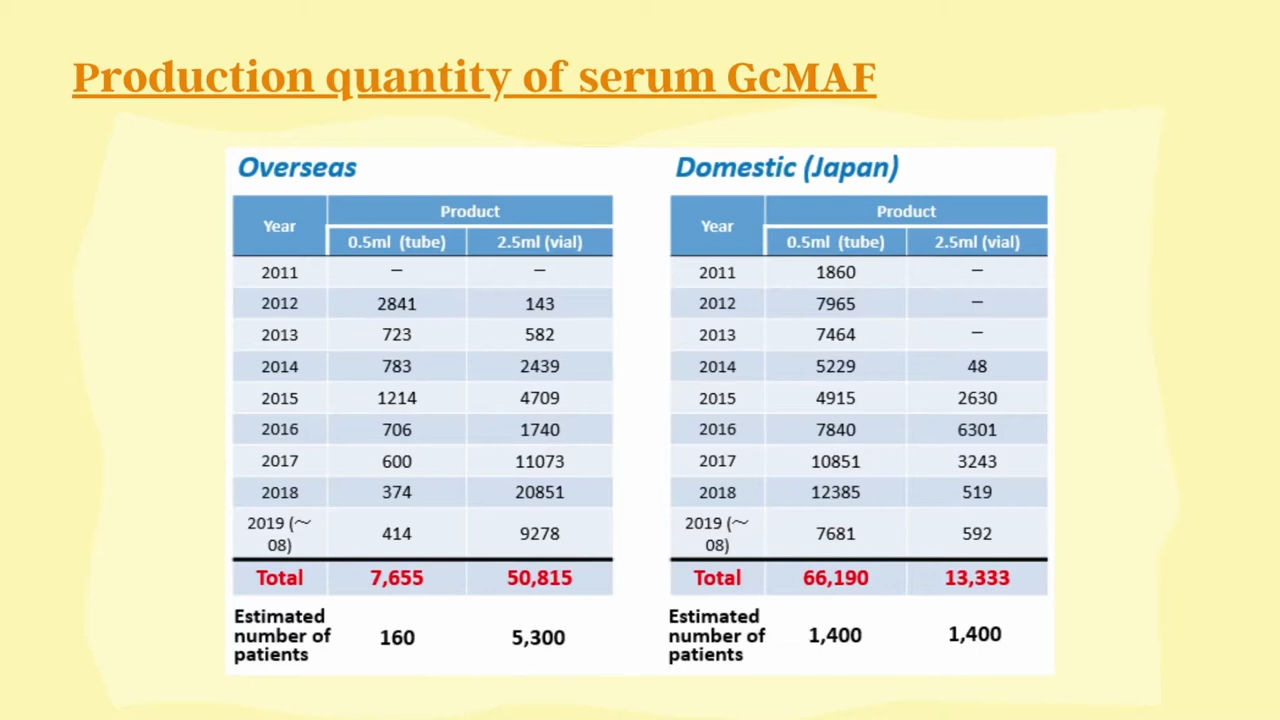 Production quantity of serum GcMAF
Overseas
Year Product
0.5ml (tube) 2.5ml (vial)
2011 – –
2012 2841 143
2013 723 582
2014 783 2439
2015 1214 4709
2016 706 1740
2017 600 11073
2018 374 20851
2019 (~
08) 414 9278
Total 7,655 50,815
Estimated
number of
patients 160 5,300
Domestic (Japan)
Year Product
0.5ml (tube) 2.5ml (vial)
2011 1860 –
2012 7965 –
2013 7464 –
2014 5229 48
2015 4915 2630
2016 7840 6301
2017 10851 3243
2018 12385 519
2019 (~
08) 7681 592
Total 66,190 13,333
Estimated
number of
patients 1,400 1,400